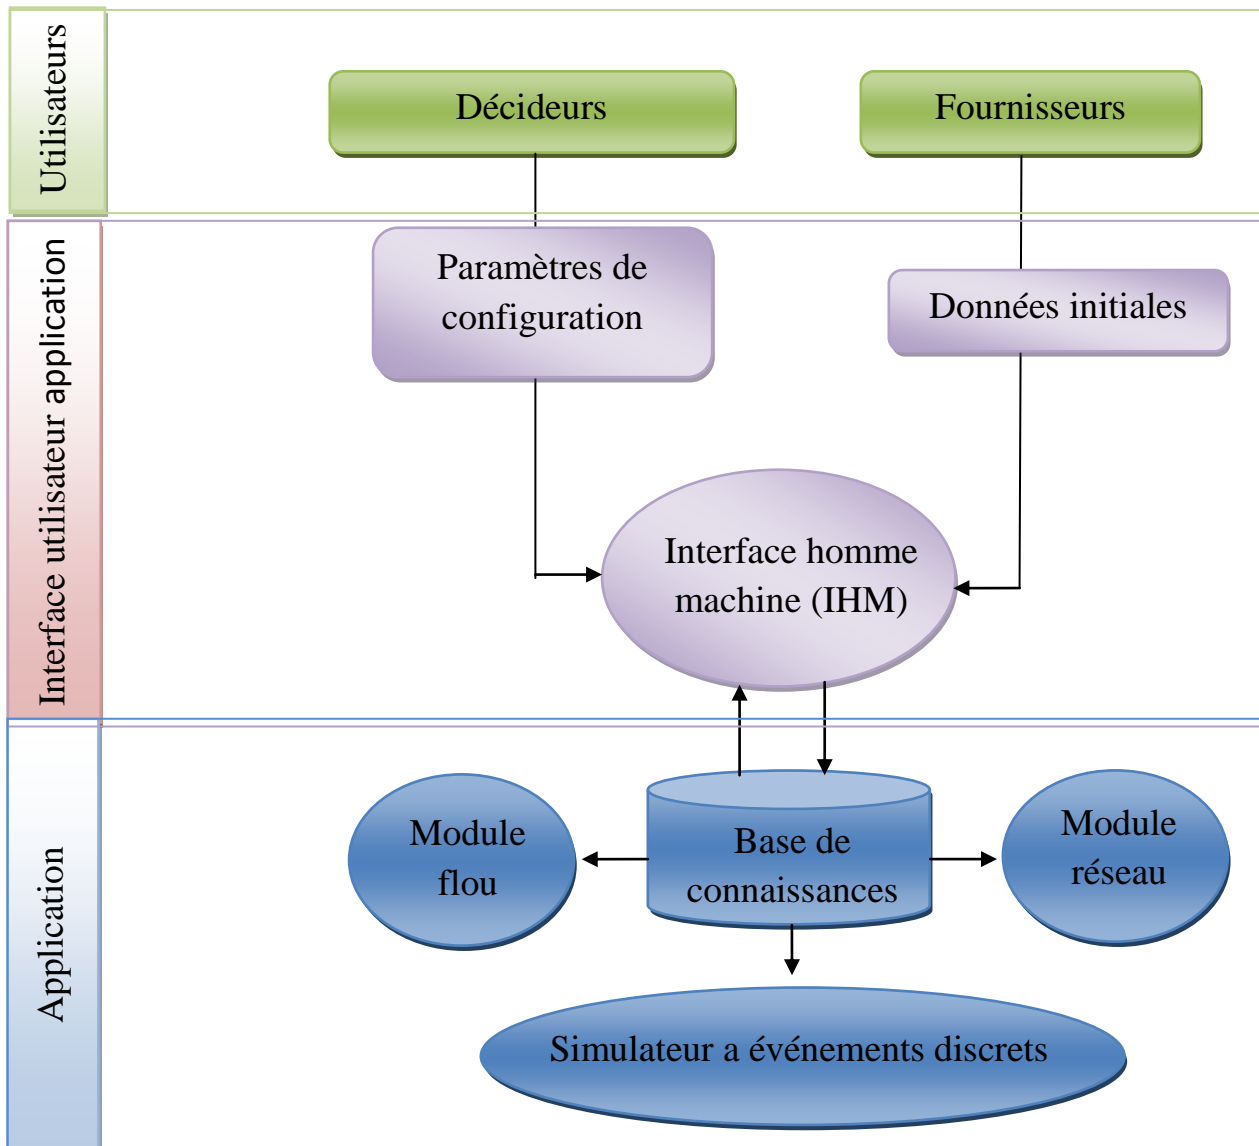 Utilisateurs
Décideurs
Fournisseurs
Interface utilisateur application
Paramètres de
configuration
Données initiales
Interface homme
machine (IHM)
Application
Module
flou
Base de
connaissances
Module
réseau
Simulateur a événements discrets